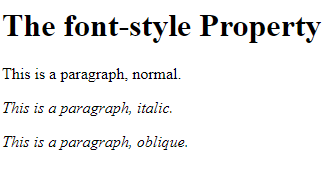 The font-style Property
This is a paragraph, normal.
This is a paragraph, italic.
This is a paragraph, oblique.